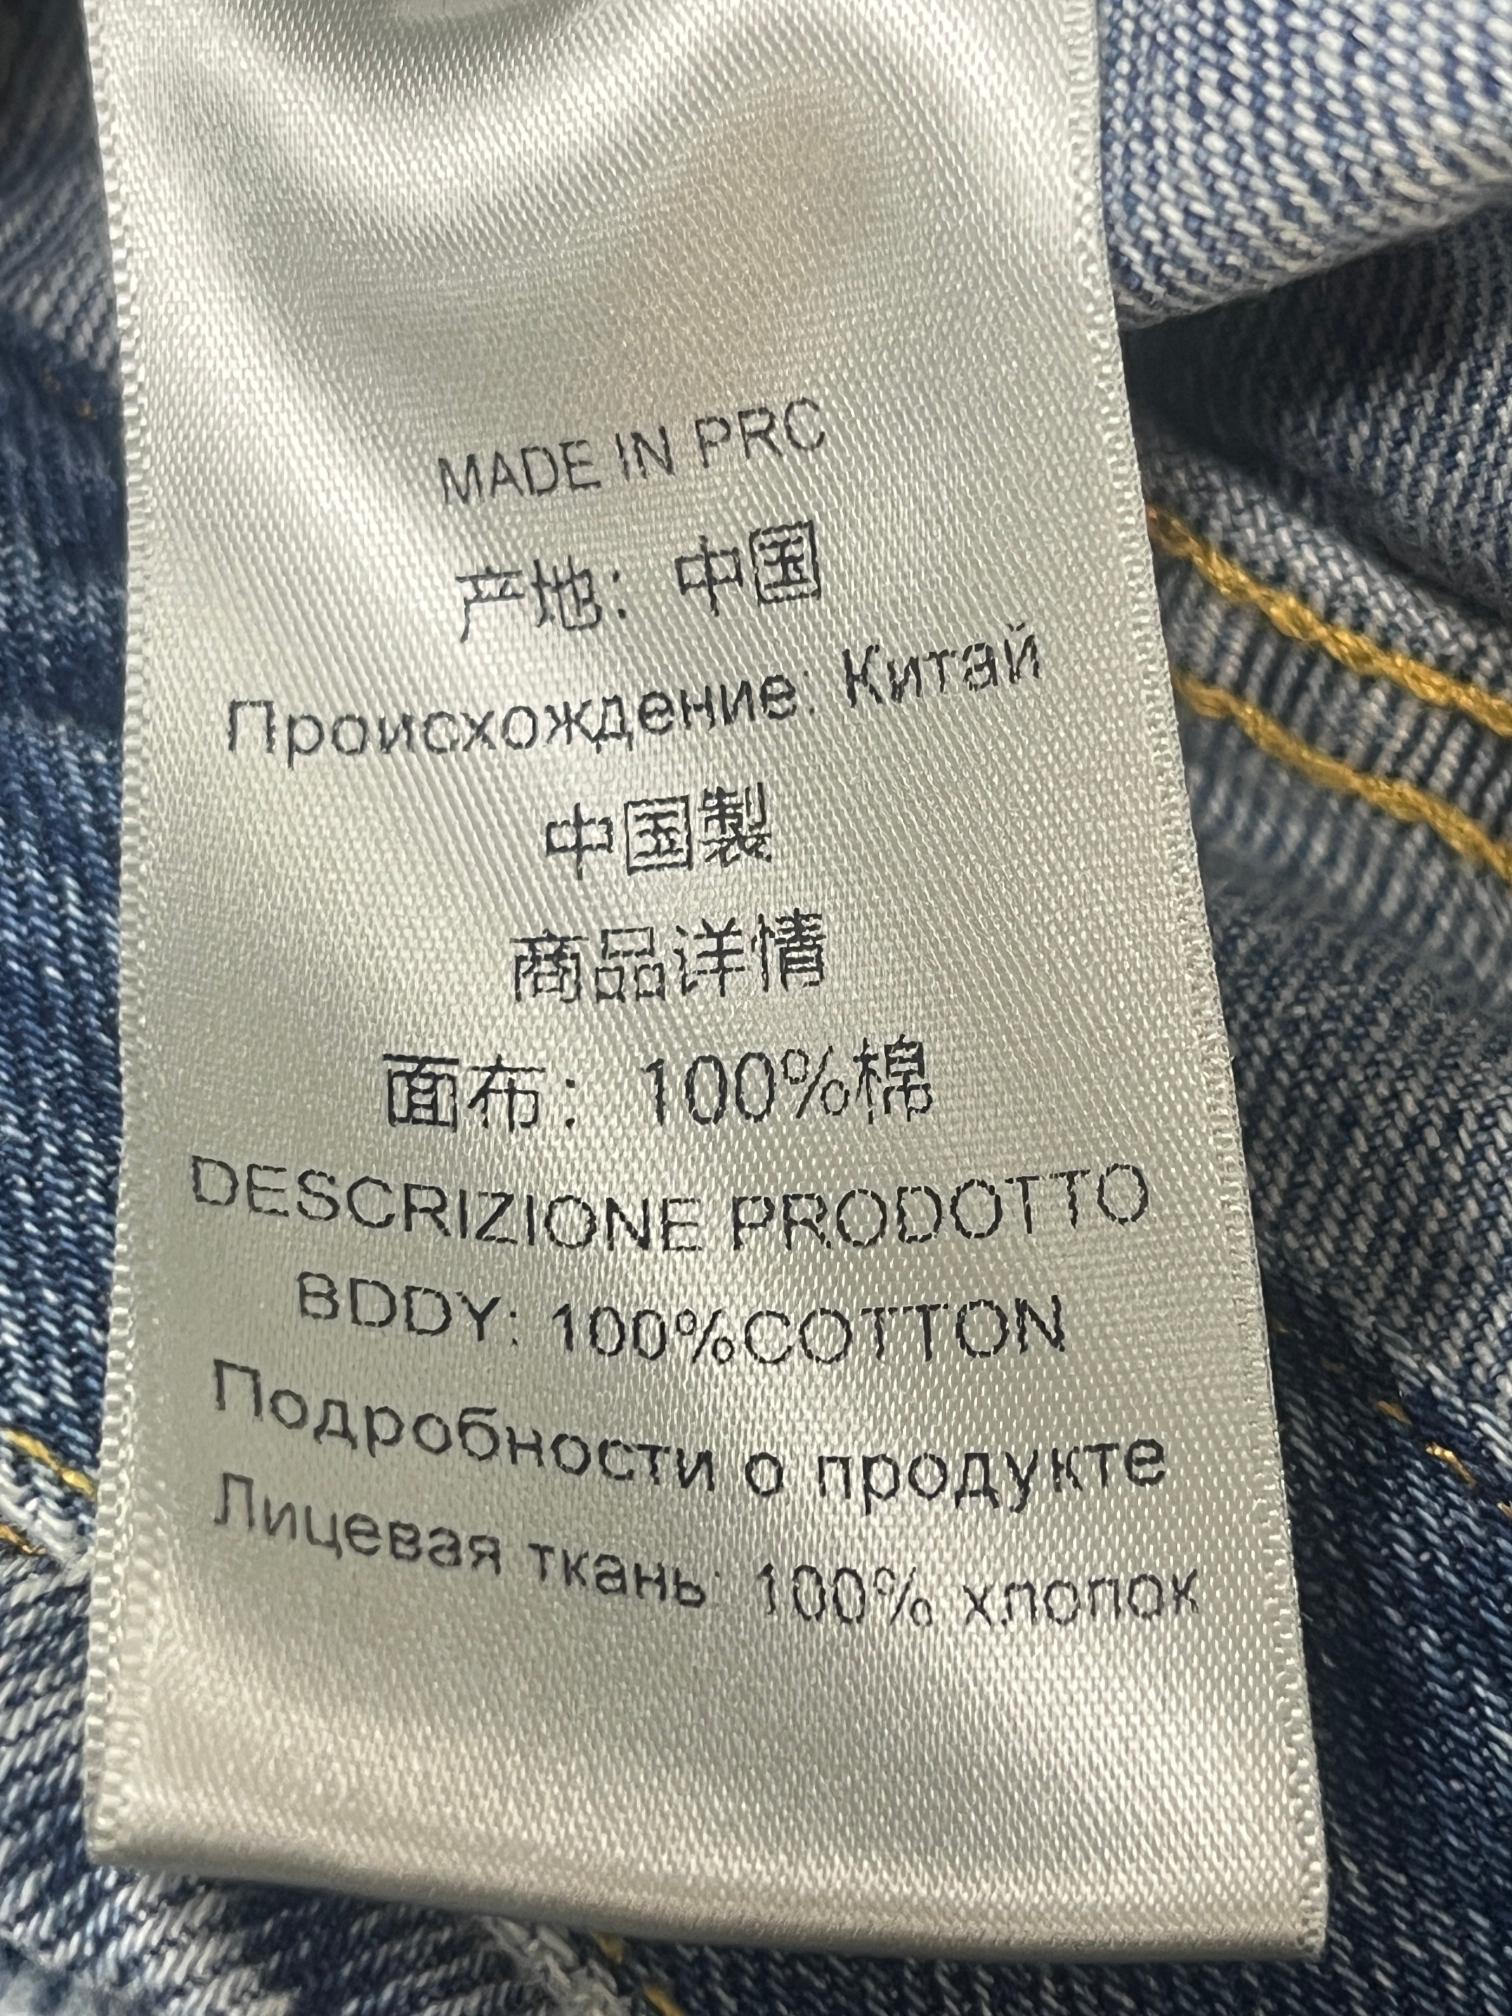 MADE IN PRC
产地：中国
Происхождение: Китай
中国製
商品详情
面布：100%棉
DESCRIZIONE PRODOTTO
BDDY: 100%COTTON
Подробности о продукте
Лицевая ткань: 100% хлопок